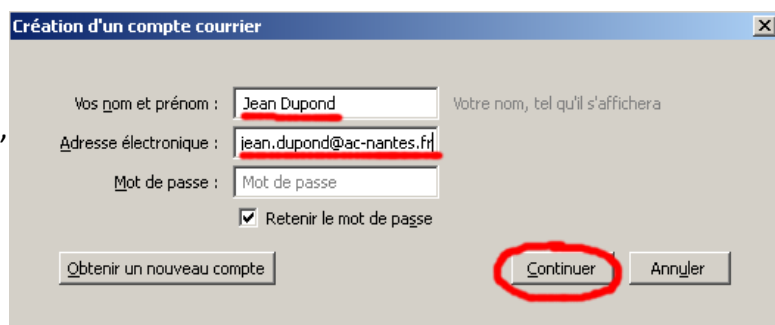 Création d'un compte courrier
Vos nom et prénom : Jean Dupond Votre nom, tel qu'il s'affichera
,
Adresse électronique : jean.dupond@ac-nantes.fr
Mot de passe : Mot de passe
Retenir le mot de passe
Obtenir un nouveau compte Continuer Annuler